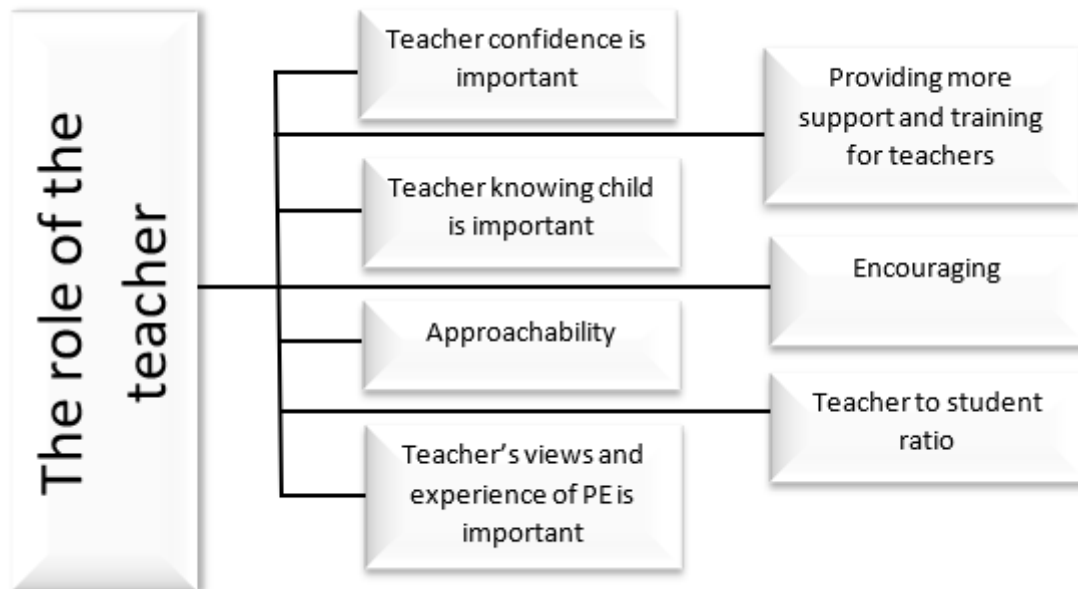 The role of the
teacher
Teacher confidence is
important
Providing more
support and training
for teachers
Teacher knowing child
is important
Encouraging
Approachability
Teacher to student
ratio
Teacher’s views and
experience of PE is
important